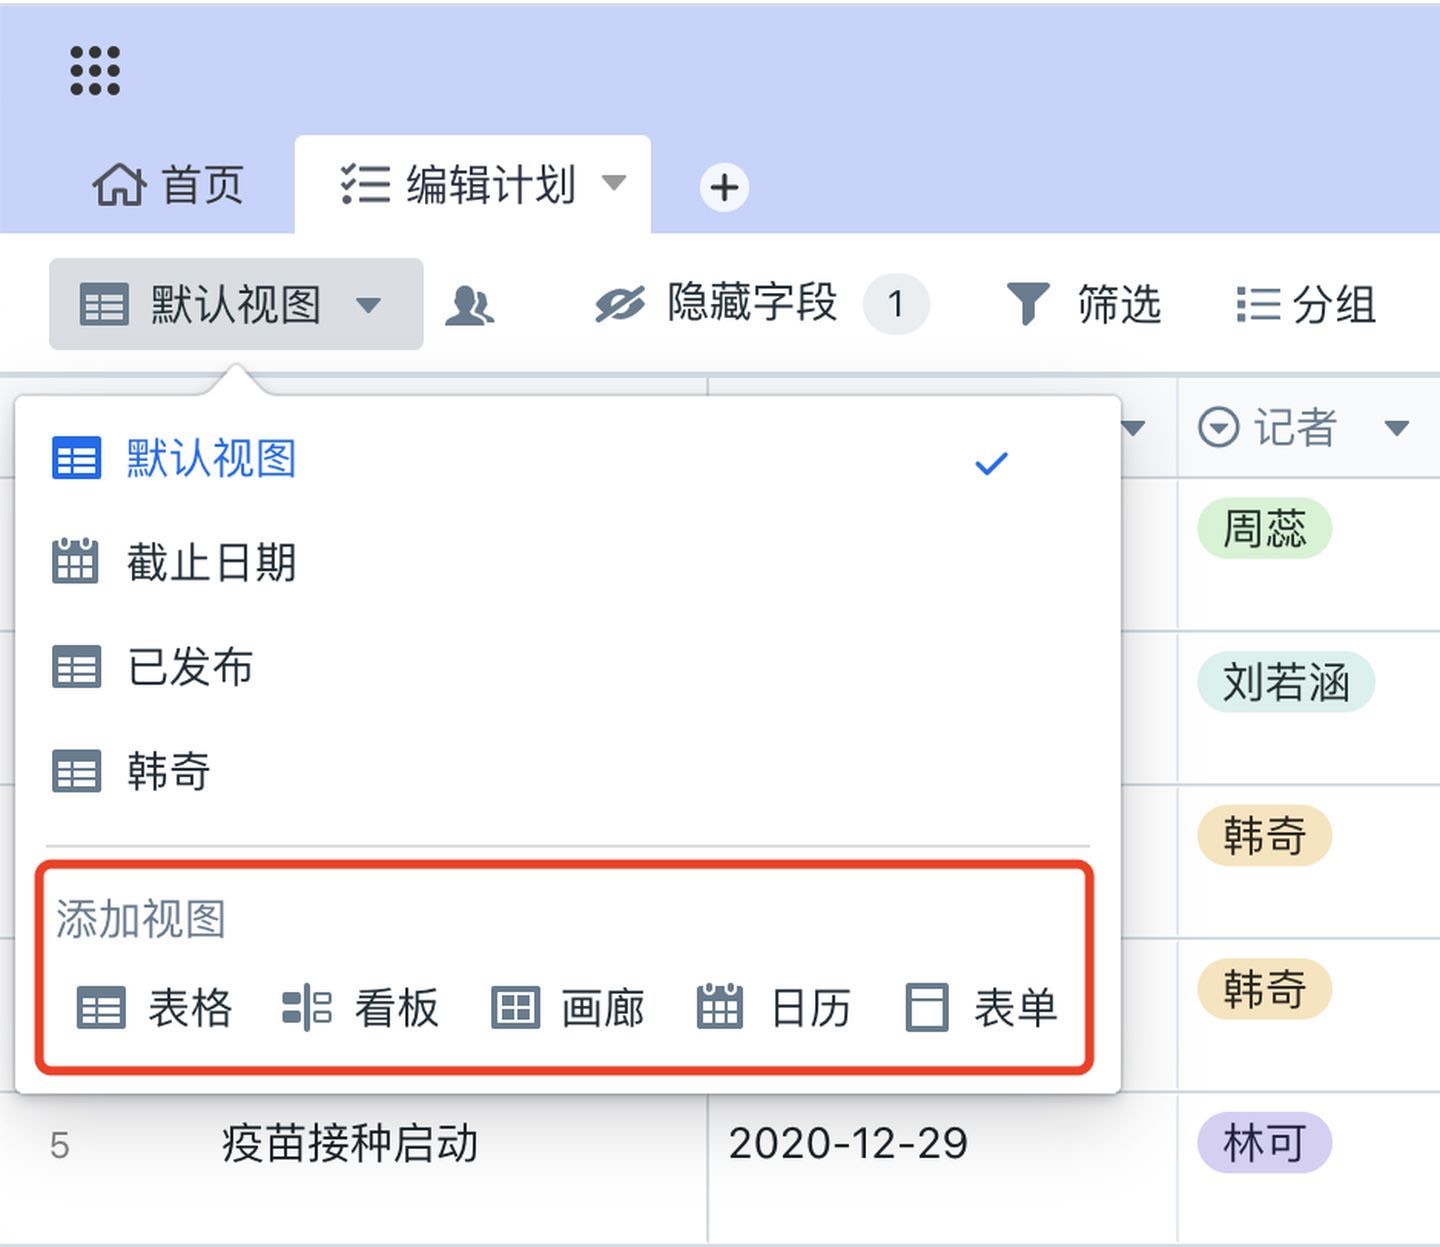 首页 编辑计划
默认视图 隐藏字段 1 筛选 分组
记者
默认视图
截止日期
已发布
韩奇
添加视图
表格 看板 画廊 日历 表单
周蕊
刘若涵
韩奇
韩奇
5 疫苗接种启动 2020-12-29 林可